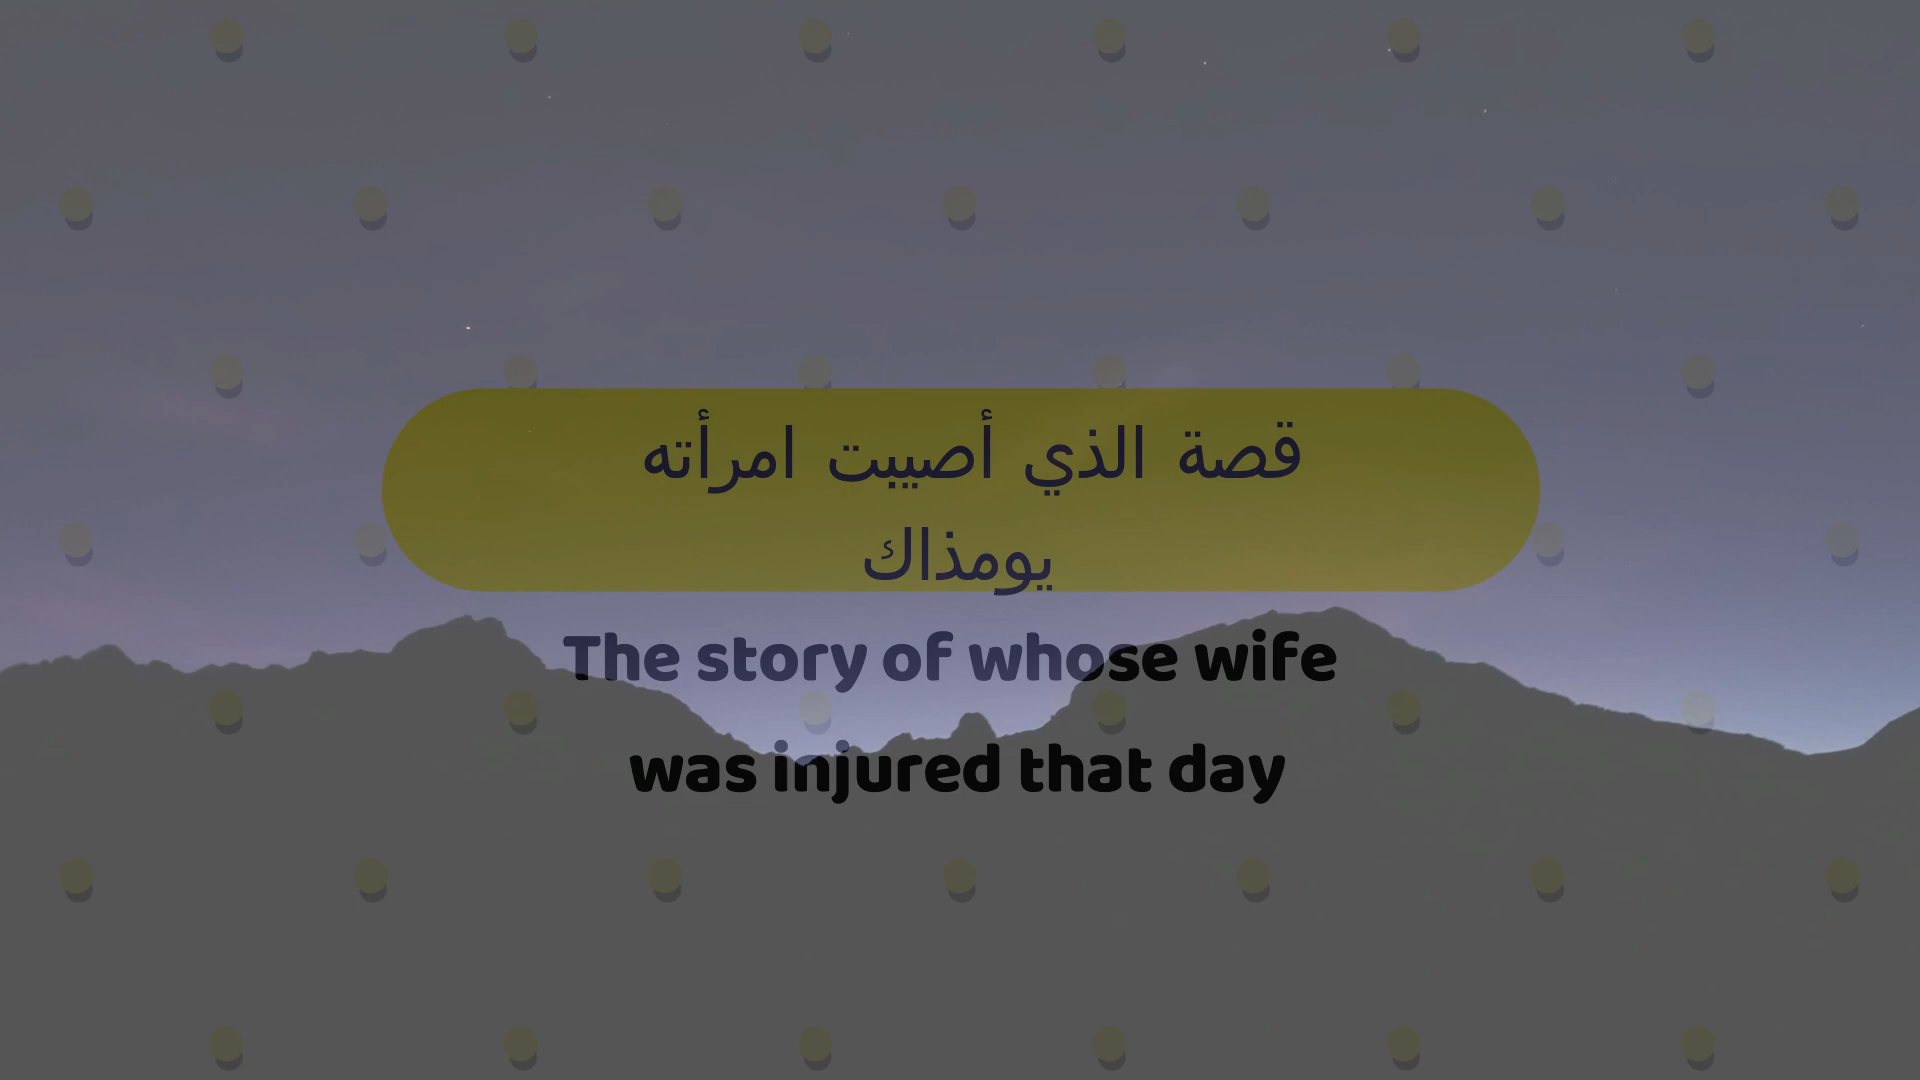 قصة الذي أصيبت امرأته
يومذاك
The story of whose wife
was injured that day